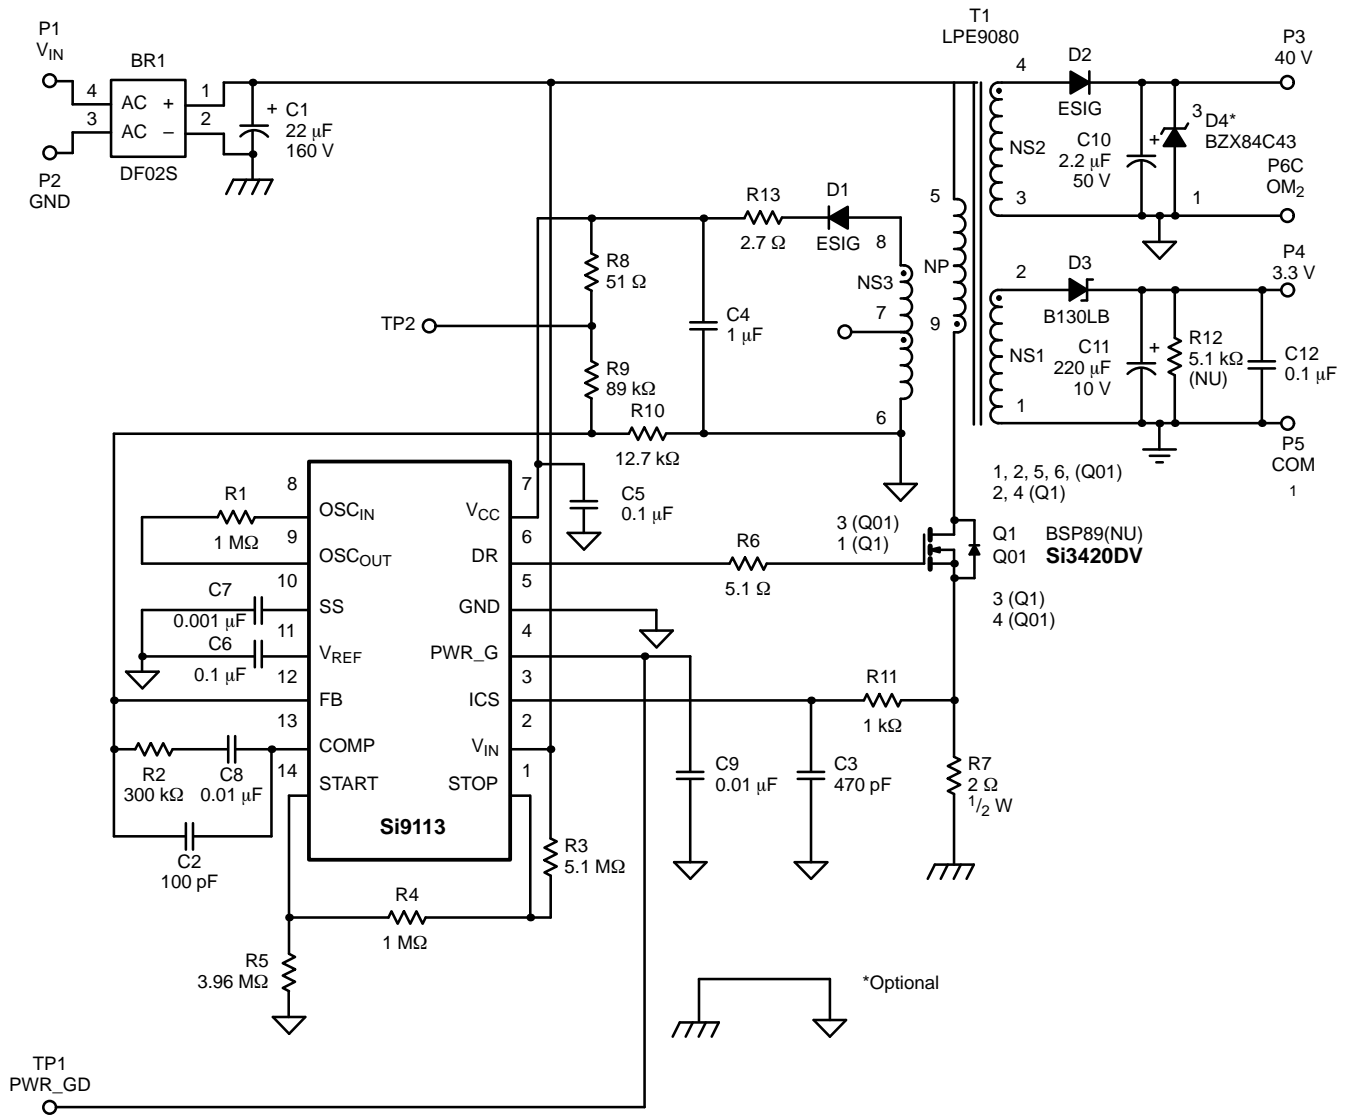 T1
LPE9080
P1
V_IN
BR1
4 AC + 1
3 AC – 2
DF02S
P2
GND
+ C1
22 μF
160 V
4
D2
ESIG
P3
40 V
NS2
C10
2.2 μF
50 V
+
3
D4*
BZX84C43
P6C
OM2
3
1
R13
2.7 Ω
D1
ESIG
8
5
NP
9
NS3
7
6
R8
51 Ω
TP2
C4
1 μF
R9
89 kΩ
R10
12.7 kΩ
2
D3
B130LB
P4
3.3 V
NS1
C11
220 μF
10 V
+
R12
5.1 kΩ
(NU)
C12
0.1 μF
1
P5
COM
1
1, 2, 5, 6, (Q01)
2, 4 (Q1)
3 (Q01)
1 (Q1)
Q1 BSP89(NU)
Q01 Si3420DV
3 (Q1)
4 (Q01)
8
R1
1 MΩ
9
10
C7
0.001 μF
11
C6
0.1 μF
12
13
R2
300 kΩ
C8
0.01 μF
14
C2
100 pF
OSC_IN
OSC_OUT
SS
V_REF
FB
COMP
START
V_CC
DR
GND
PWR_G
ICS
V_IN
STOP
Si9113
7
6
5
4
3
2
1
C5
0.1 μF
R6
5.1 Ω
R11
1 kΩ
C9
0.01 μF
C3
470 pF
R7
2 Ω
1/2 W
R3
5.1 MΩ
R4
1 MΩ
R5
3.96 MΩ
*Optional
TP1
PWR_GD